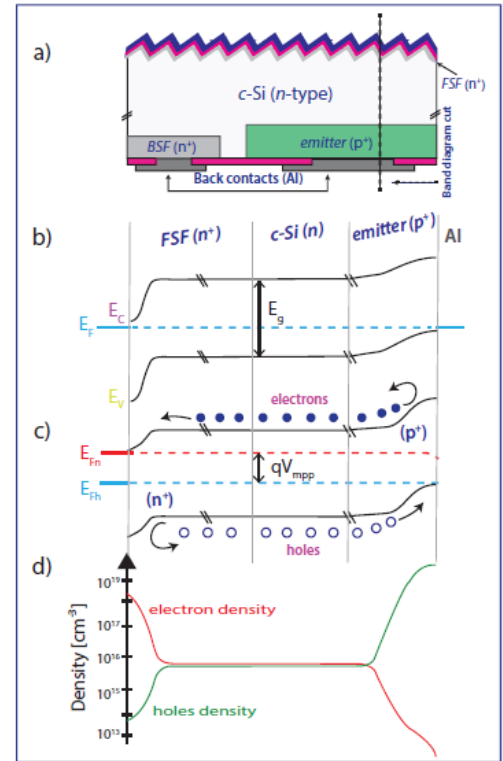 a)
FSF (n⁺)
c-Si (n-type)
BSF (n⁺)
emitter (p⁺)
Back contacts (Al)
Band diagram cut
b)
FSF (n⁺)
c-Si (n)
emitter (p⁺)
Al
E_C
E_F
E_g
E_V
electrons
c)
(p⁺)
E_Fn
qV_mpp
E_Fh
(n⁺)
holes
d)
Density [cm⁻³]
10¹⁹
electron density
10¹⁷
10¹⁶
10¹⁵
holes density
10¹³